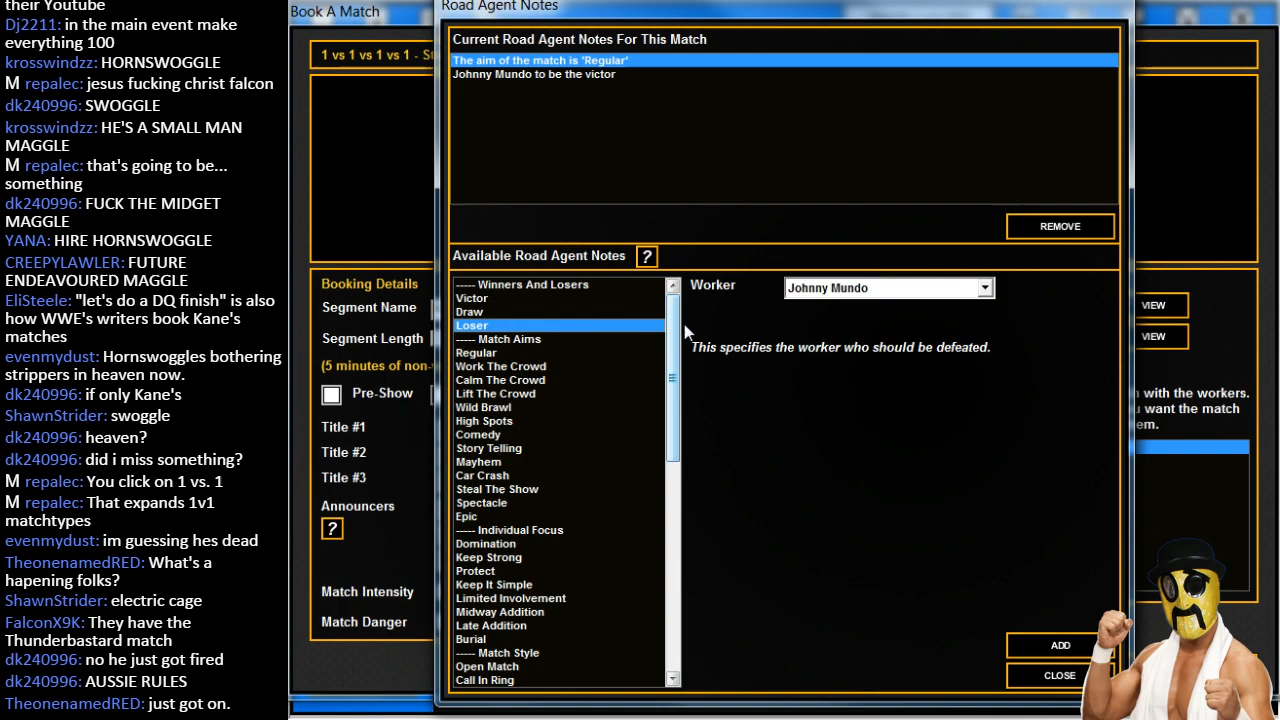 their Youtube
Dj2211: in the main event make
everything 100
krosswindzz: HORNSWOGGLE
M repalec: jesus fucking christ falcon
dk240996: SWOGGLE
krosswindzz: HE'S A SMALL MAN
MAGGLE
M repalec: that's going to be...
something
dk240996: FUCK THE MIDGET
MAGGLE
YANA: HIRE HORNSWOGGLE
CREEPYLAWLER: FUTURE
ENDEAVOURED MAGGLE
EliSteele: "let's do a DQ finish" is also
how WWE's writers book Kane's
matches
evenmydust: Hornswoggles bothering
strippers in heaven now.
dk240996: if only Kane's
ShawnStrider: swoggle
dk240996: heaven?
dk240996: did i miss something?
M repalec: You click on 1 vs. 1
M repalec: That expands 1v1
matchtypes
evenmydust: im guessing hes dead
TheonenamedRED: What's a
hapening folks?
ShawnStrider: electric cage
FalconX9K: They have the
Thunderbastard match
dk240996: no he just got fired
dk240996: AUSSIE RULES
TheonenamedRED: just got on.
Book A Match
1 vs 1 vs 1 vs 1 -
Booking Details
Segment Name
Segment Length
(5 minutes of non-
Pre-Show
Title #1
Title #2
Title #3
Announcers
?
Match Intensity
Match Danger
Road Agent Notes
Current Road Agent Notes For This Match
The aim of the match is 'Regular'
Johnny Mundo to be the victor
REMOVE
Available Road Agent Notes ?
----- Winners And Losers
Victor
Draw
Loser
----- Match Aims
Regular
Work The Crowd
Calm The Crowd
Lift The Crowd
Wild Brawl
High Spots
Comedy
Story Telling
Mayhem
Car Crash
Steal The Show
Spectacle
Epic
----- Individual Focus
Domination
Keep Strong
Protect
Keep It Simple
Limited Involvement
Midway Addition
Late Addition
Burial
----- Match Style
Open Match
Call In Ring
Worker
Johnny Mundo
This specifies the worker who should be defeated.
ADD
CLOSE
VIEW
VIEW
with the workers.
want the match